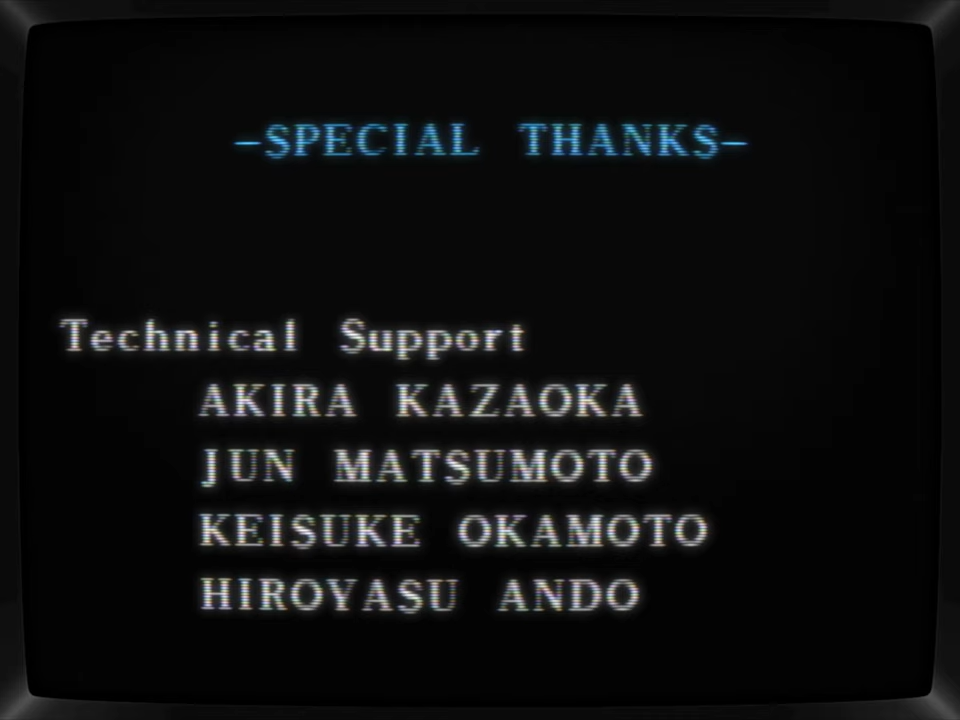 —SPECIAL THANKS—
Technical Support
AKIRA KAZAOKA
JUN MATSUMOTO
KEISUKE OKAMOTO
HIROYASU ANDO